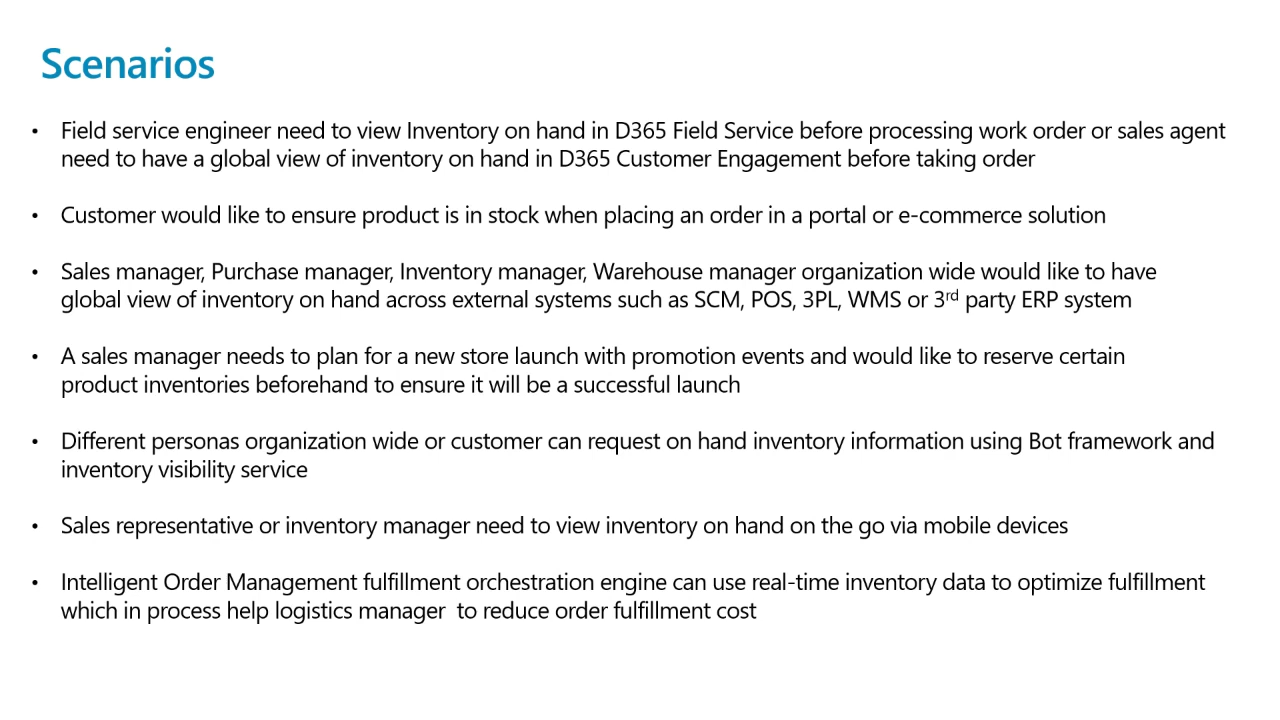 Scenarios
• Field service engineer need to view Inventory on hand in D365 Field Service before processing work order or sales agent
need to have a global view of inventory on hand in D365 Customer Engagement before taking order
• Customer would like to ensure product is in stock when placing an order in a portal or e-commerce solution
• Sales manager, Purchase manager, Inventory manager, Warehouse manager organization wide would like to have
global view of inventory on hand across external systems such as SCM, POS, 3PL, WMS or 3rd party ERP system
• A sales manager needs to plan for a new store launch with promotion events and would like to reserve certain
product inventories beforehand to ensure it will be a successful launch
• Different personas organization wide or customer can request on hand inventory information using Bot framework and
inventory visibility service
• Sales representative or inventory manager need to view inventory on hand on the go via mobile devices
• Intelligent Order Management fulfillment orchestration engine can use real-time inventory data to optimize fulfillment
which in process help logistics manager  to reduce order fulfillment cost